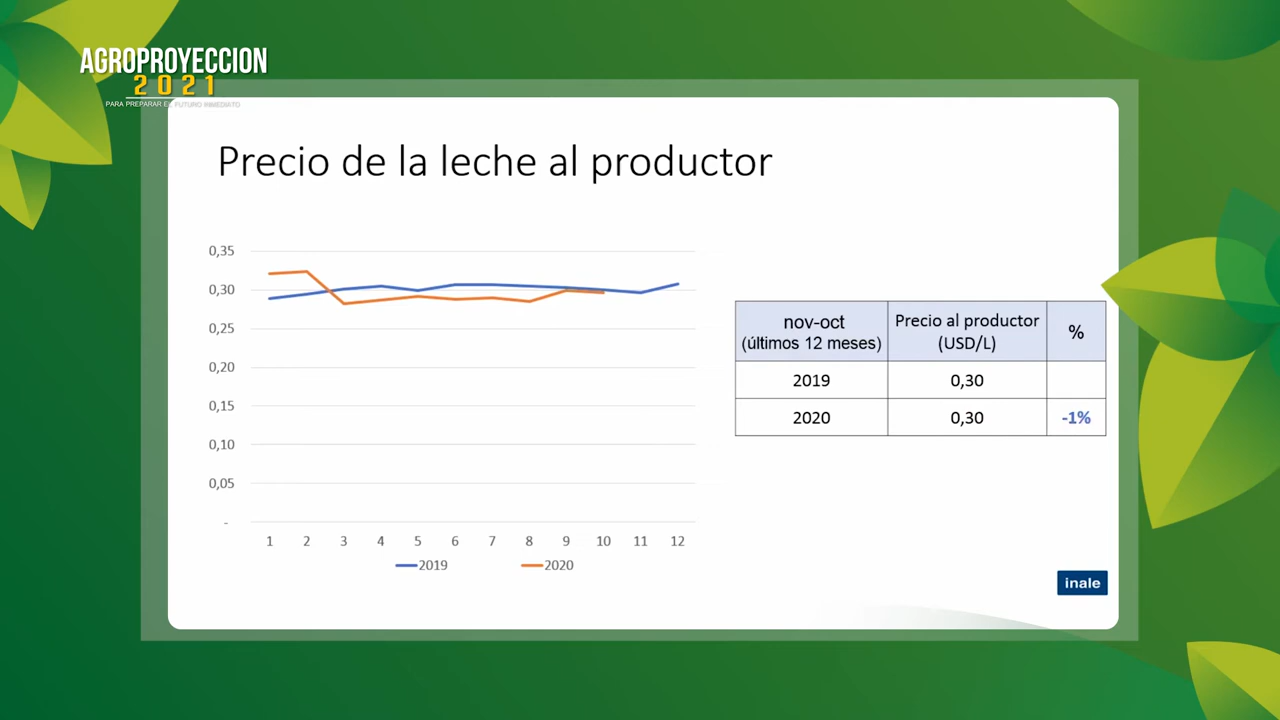 AGROPROYECCION
2021
PARA PREPARAR EL FUTURO INMEDIATO
Precio de la leche al productor
0,35
0,30
0,25
0,20
0,15
0,10
0,05
-
1 2 3 4 5 6 7 8 9 10 11 12
2019 2020
nov-oct
(últimos 12 meses)
Precio al productor
(USD/L)
%
2019 0,30
2020 0,30 -1%
inale